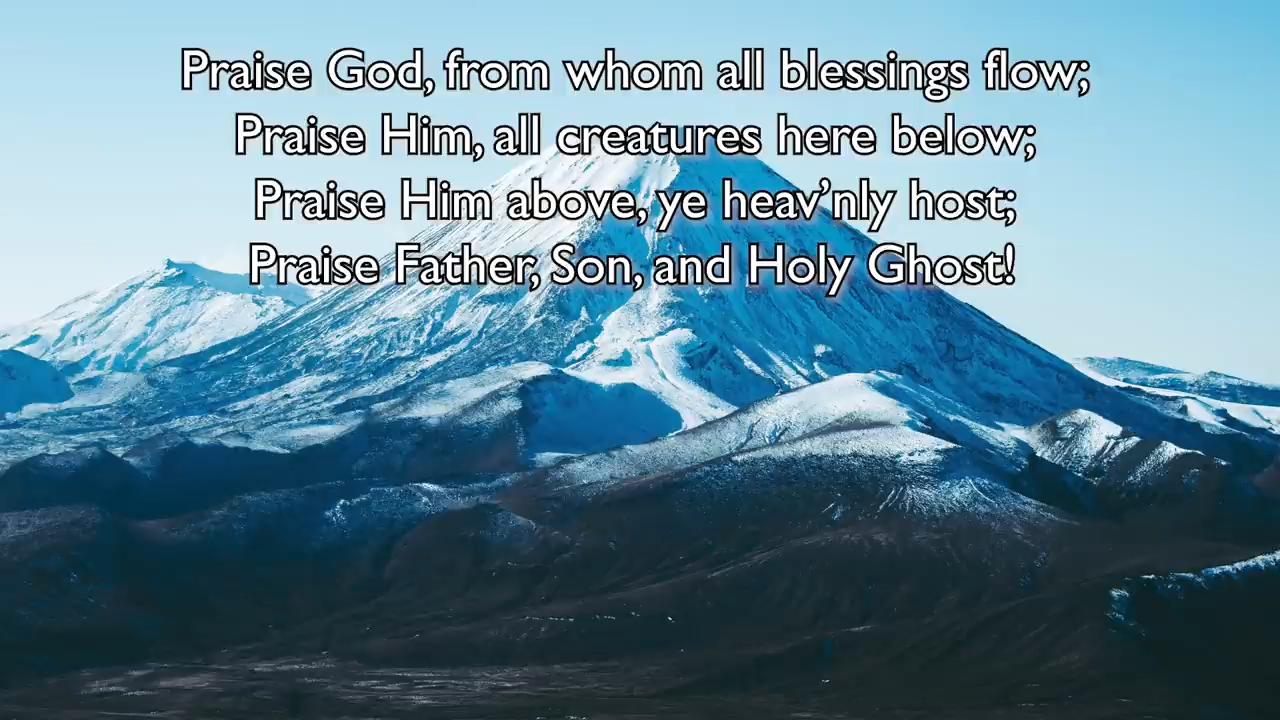 Praise God, from whom all blessings flow;
Praise Him, all creatures here below;
Praise Him above, ye heav’nly host;
Praise Father, Son, and Holy Ghost!